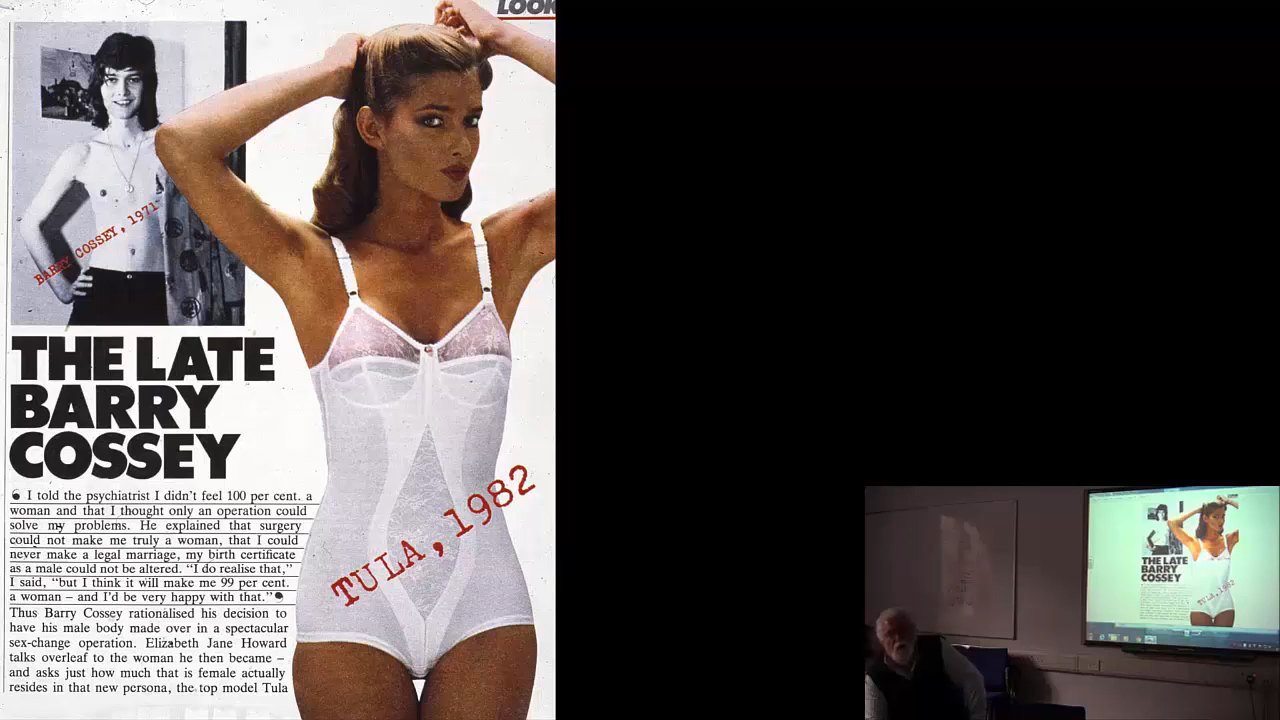 LOOK
BARRY COSSEY, 1971
THE LATE
BARRY
COSSEY
I told the psychiatrist I didn't feel 100 per cent. a
woman and that I thought only an operation could
solve my problems. He explained that surgery
could not make me truly a woman, that I could
never make a legal marriage, my birth certificate
as a male could not be altered. “I do realise that,”
I said, “but I think it will make me 99 per cent.
a woman – and I'd be very happy with that.”
Thus Barry Cossey rationalised his decision to
have his male body made over in a spectacular
sex-change operation. Elizabeth Jane Howard
talks overleaf to the woman he then became –
and asks just how much that is female actually
resides in that new persona, the top model Tula
TULA, 1982
THE LATE
BARRY
COSSEY
TULA, 1982